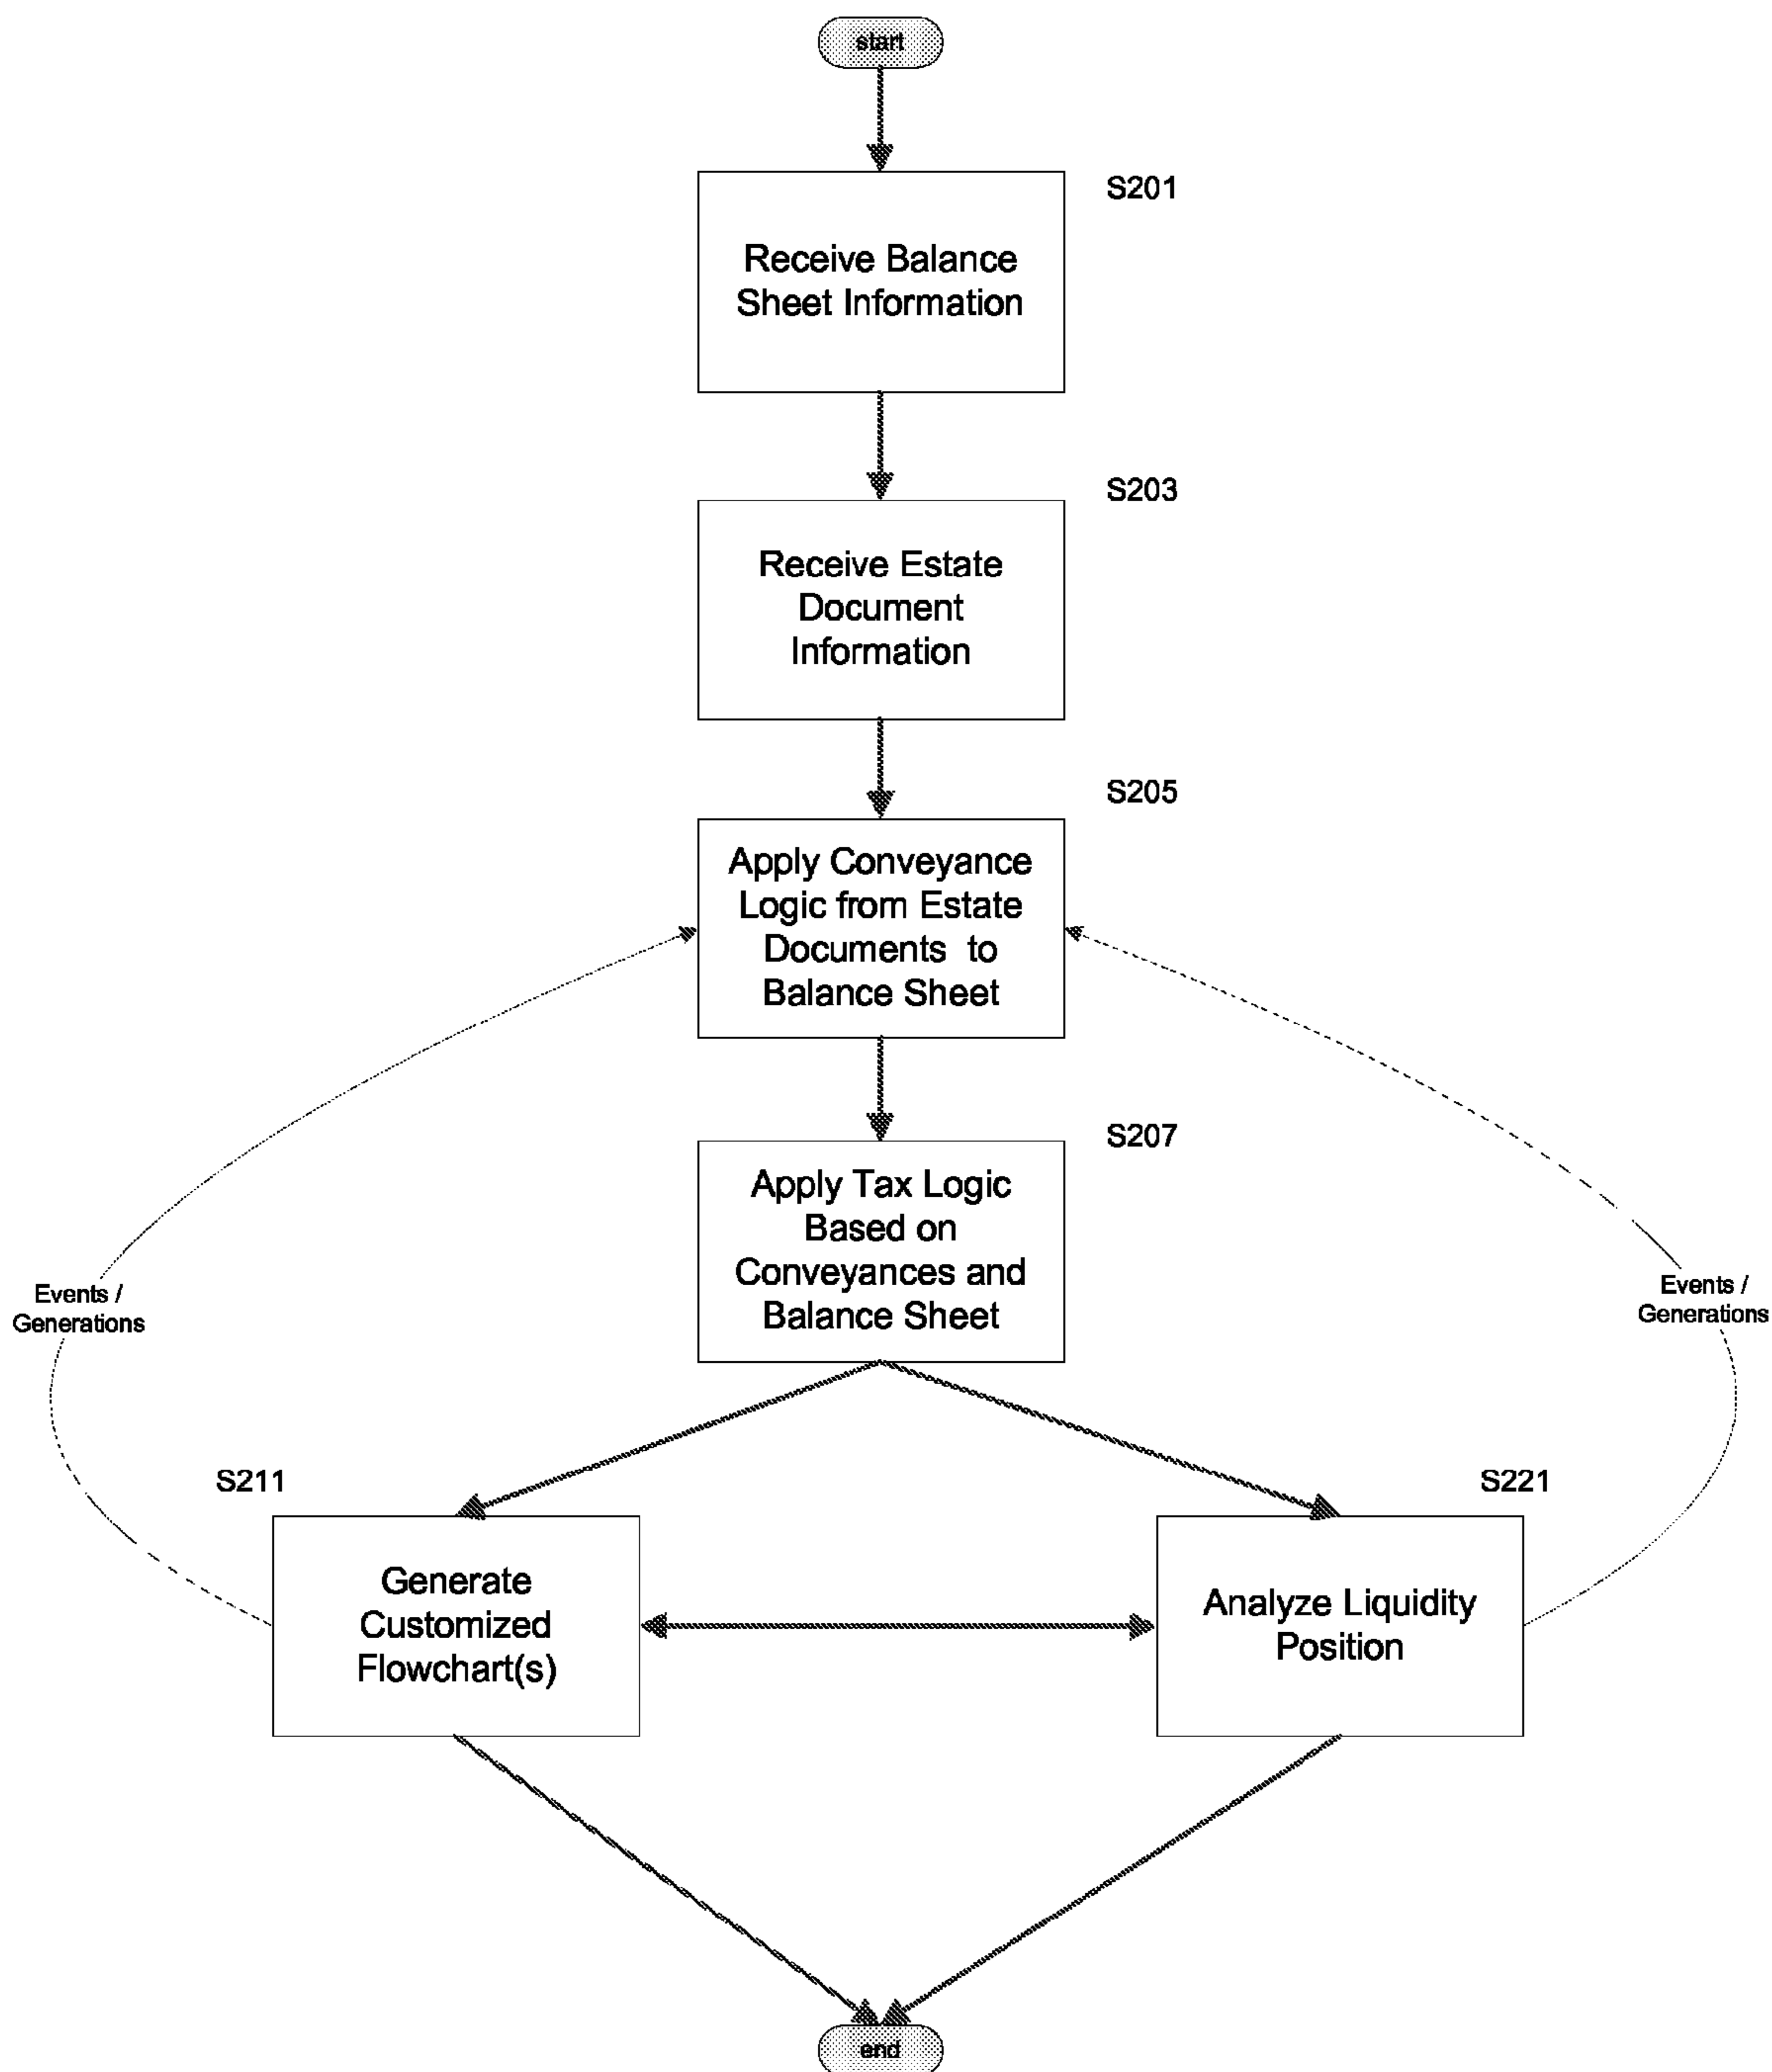 start
S201
Receive Balance
Sheet Information
S203
Receive Estate
Document
Information
S205
Apply Conveyance
Logic from Estate
Documents to
Balance Sheet
S207
Apply Tax Logic
Based on
Conveyances and
Balance Sheet
Events /
Generations
Events /
Generations
S211
Generate
Customized
Flowchart(s)
S221
Analyze Liquidity
Position
end